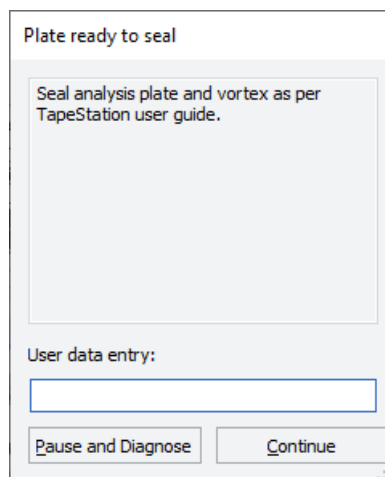 Plate ready to seal
Seal analysis plate and vortex as per
TapeStation user guide.
User data entry:
Pause and Diagnose
Continue